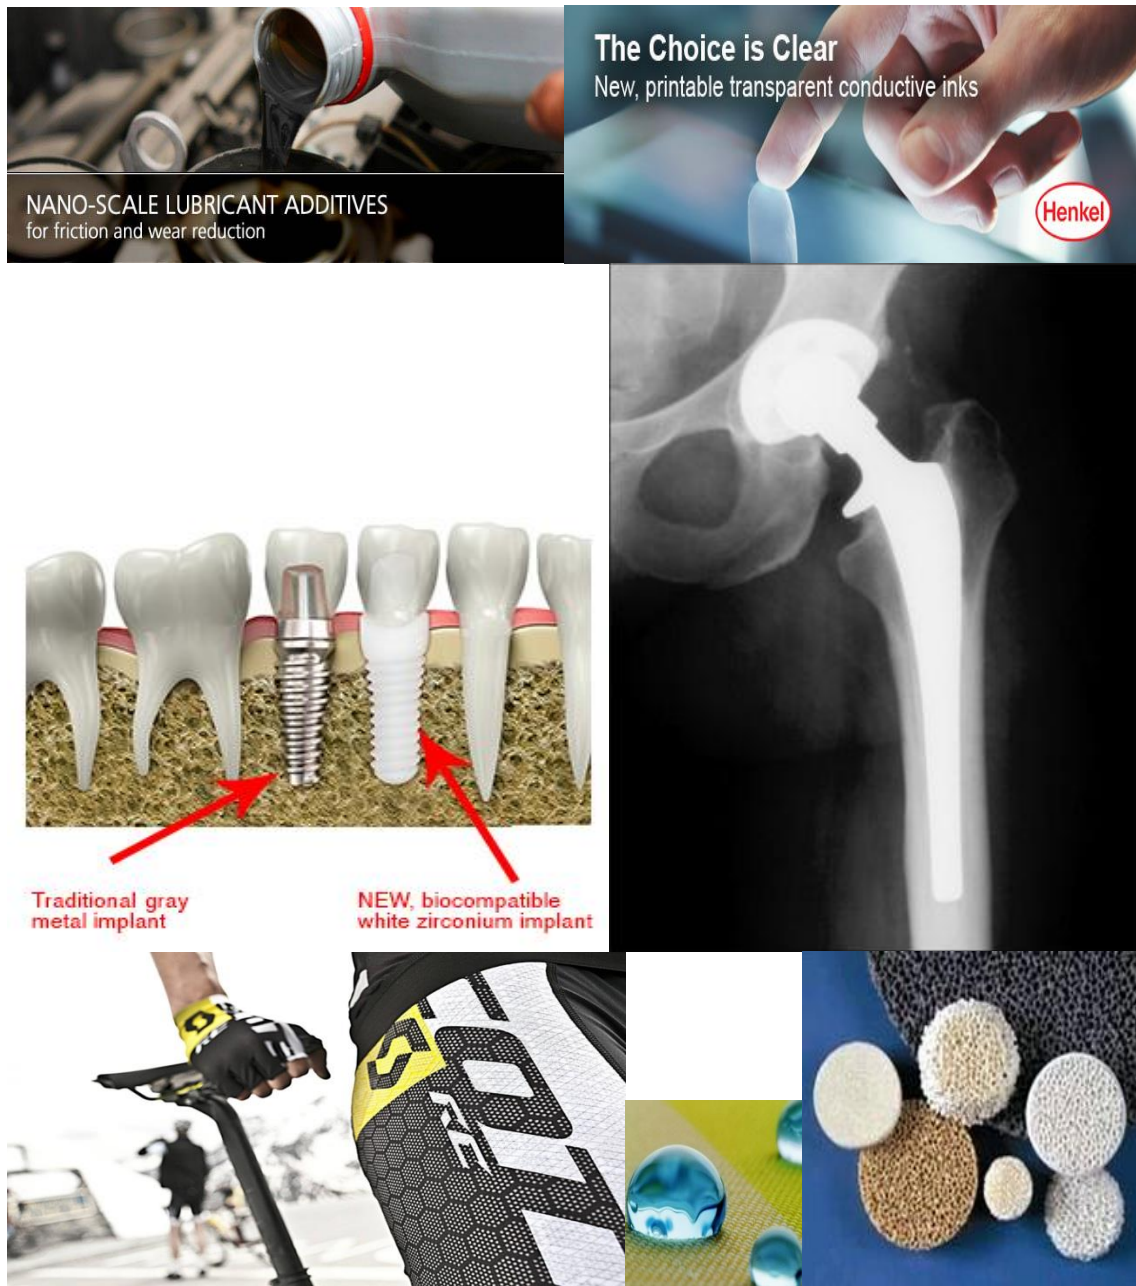 NANO-SCALE LUBRICANT ADDITIVES
for friction and wear reduction
The Choice is Clear
New, printable transparent conductive inks
Henkel
Traditional gray
metal implant
NEW, biocompatible
white zirconium implant
RC